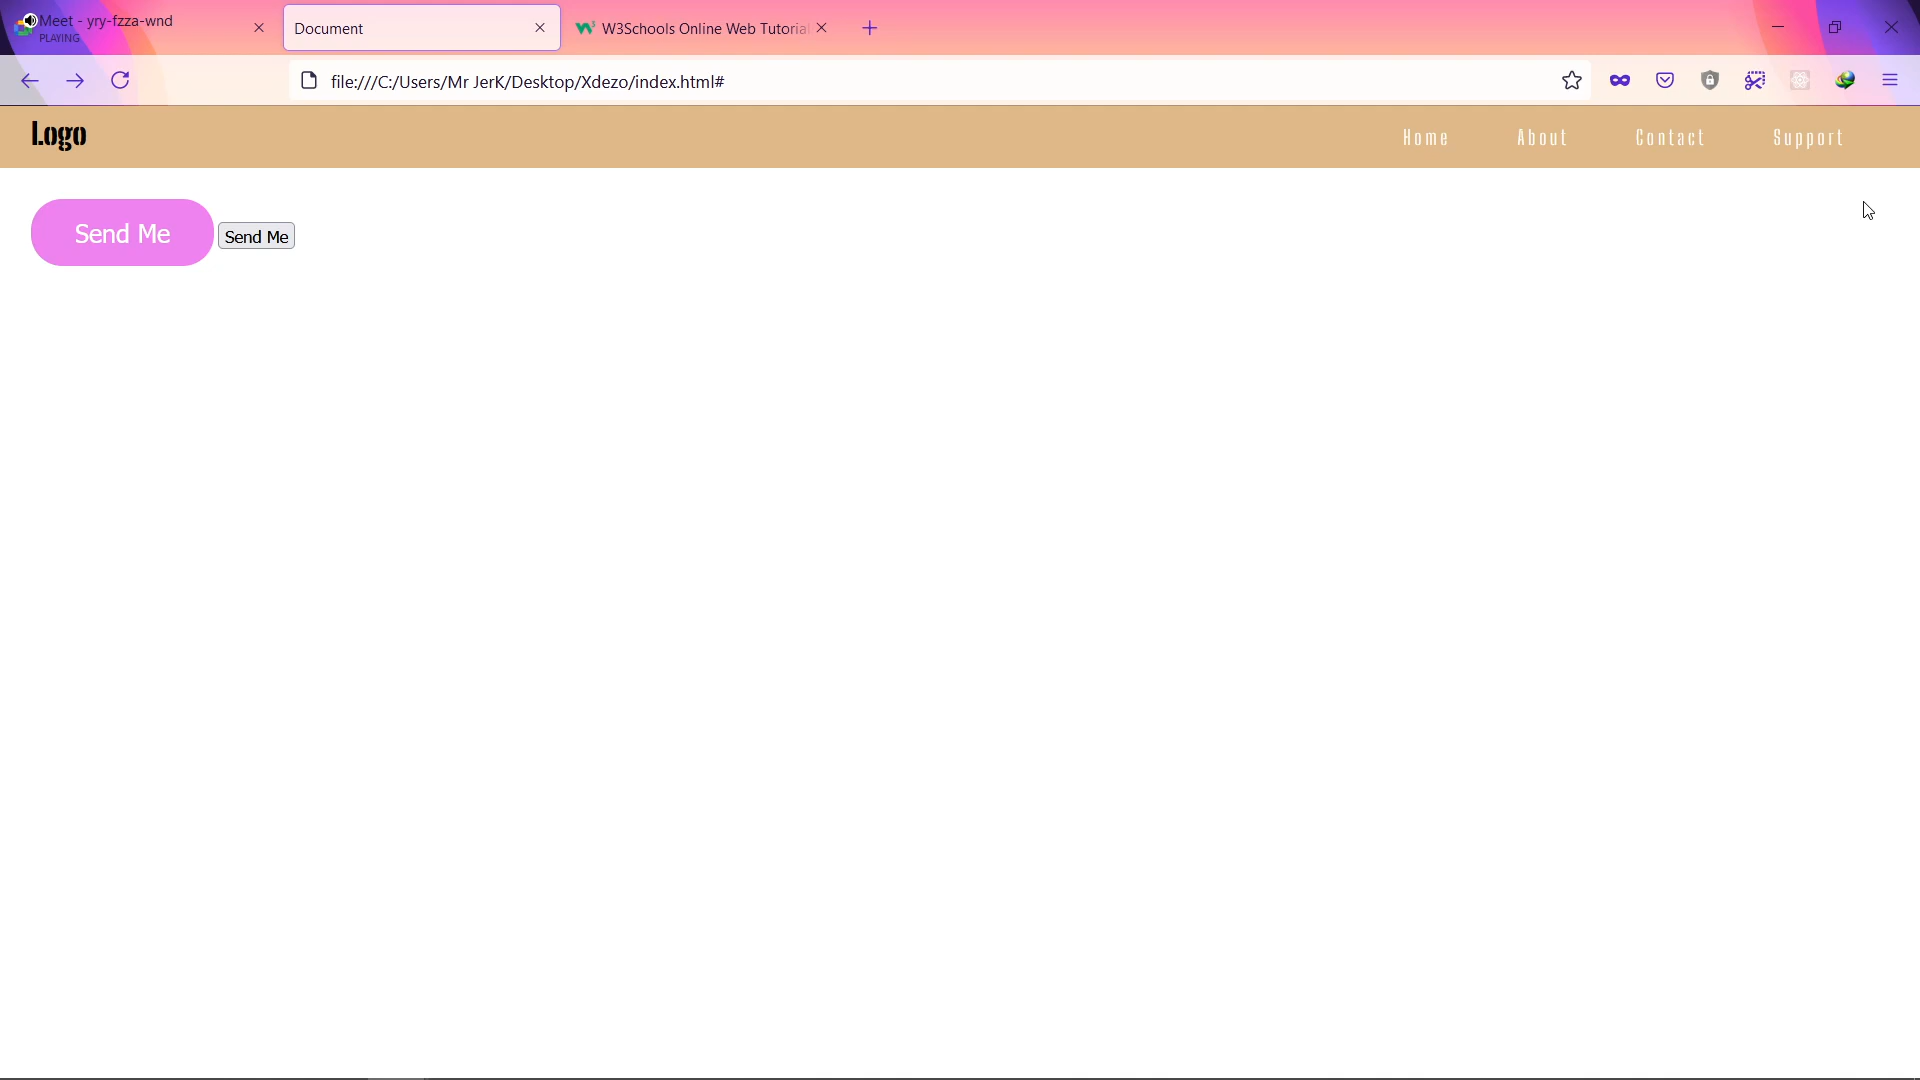 Meet - yry-fzza-wnd
PLAYING
Document
W3Schools Online Web Tutorial
file:///C:/Users/Mr JerK/Desktop/Xdezo/index.html#
Logo
Home
About
Contact
Support
Send Me
Send Me